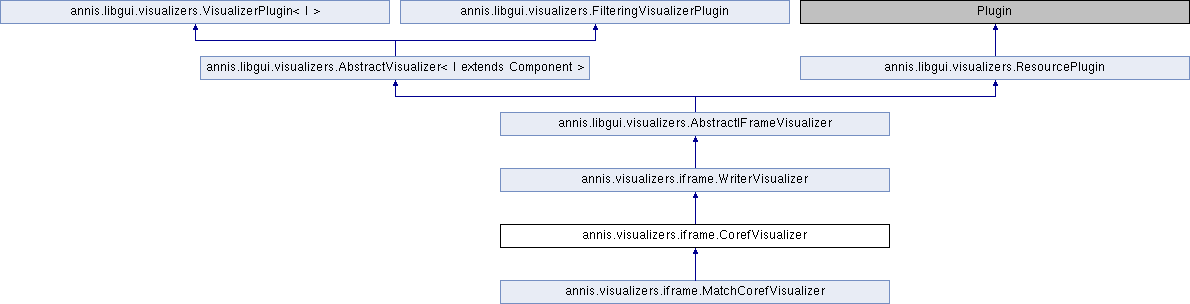 annis.libgui.visualizers.VisualizerPlugin< I >
annis.libgui.visualizers.FilteringVisualizerPlugin
Plugin
annis.libgui.visualizers.AbstractVisualizer< I extends Component >
annis.libgui.visualizers.ResourcePlugin
annis.libgui.visualizers.AbstractIFrameVisualizer
annis.visualizers.iframe.WriterVisualizer
annis.visualizers.iframe.CorefVisualizer
annis.visualizers.iframe.MatchCorefVisualizer